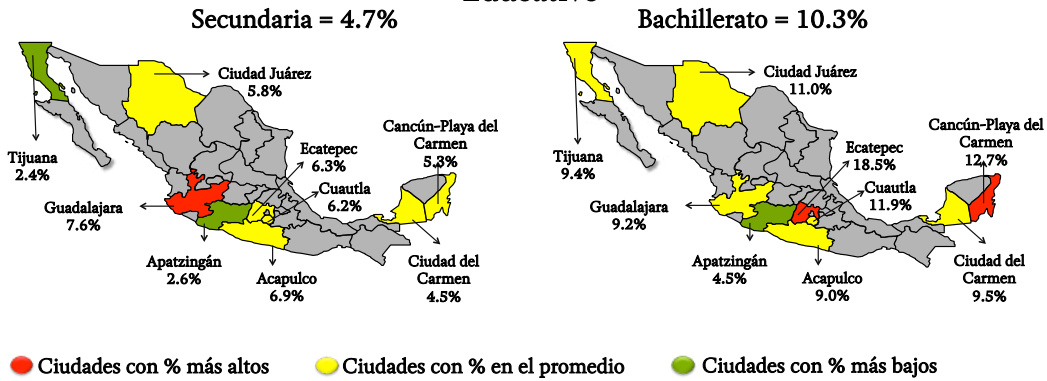 Secundaria = 4.7%
Ciudad Juárez
5.8%
Cancún-Playa del
Carmen
5.3%
Ecatepec
6.3%
Cuautla
6.2%
Tijuana
2.4%
Guadalajara
7.6%
Apatzingán
2.6%
Acapulco
6.9%
Ciudad del
Carmen
4.5%
Bachillerato = 10.3%
Ciudad Juárez
11.0%
Cancún-Playa del
Carmen
12.7%
Ecatepec
18.5%
Cuautla
11.9%
Tijuana
9.4%
Guadalajara
9.2%
Apatzingán
4.5%
Acapulco
9.0%
Ciudad del
Carmen
9.5%
Ciudades con % más altos
Ciudades con % en el promedio
Ciudades con % más bajos